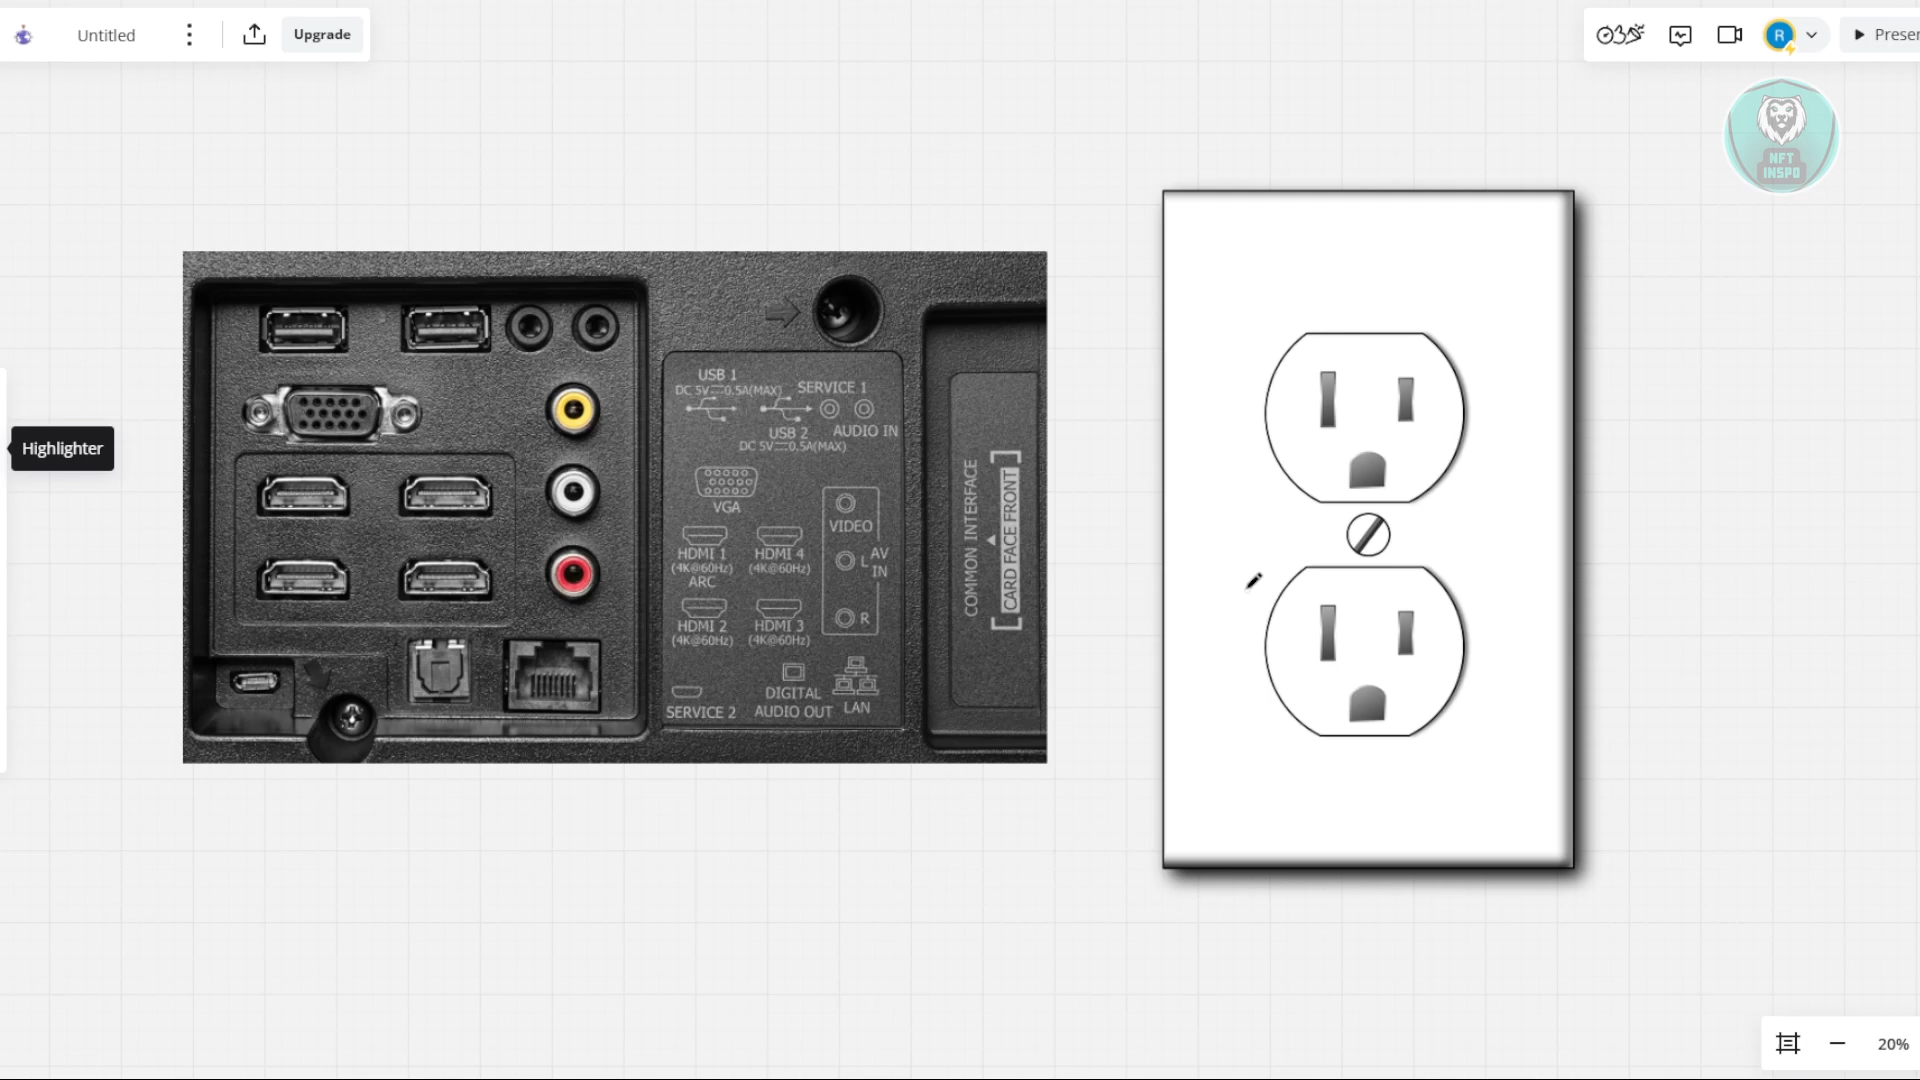 Untitled
Upgrade
R
Presen
NFT
INSPO
Highlighter
USB 1
DC 5V 0.5A(MAX)
SERVICE 1
USB 2
AUDIO IN
DC 5V 0.5A(MAX)
VGA
VIDEO
HDMI 1
HDMI 4
(4K@60Hz)
(4K@60Hz)
ARC
AV
L IN
HDMI 2
HDMI 3
R
(4K@60Hz)
(4K@60Hz)
DIGITAL
SERVICE 2
AUDIO OUT
LAN
COMMON INTERFACE
CARD FACE FRONT
20%